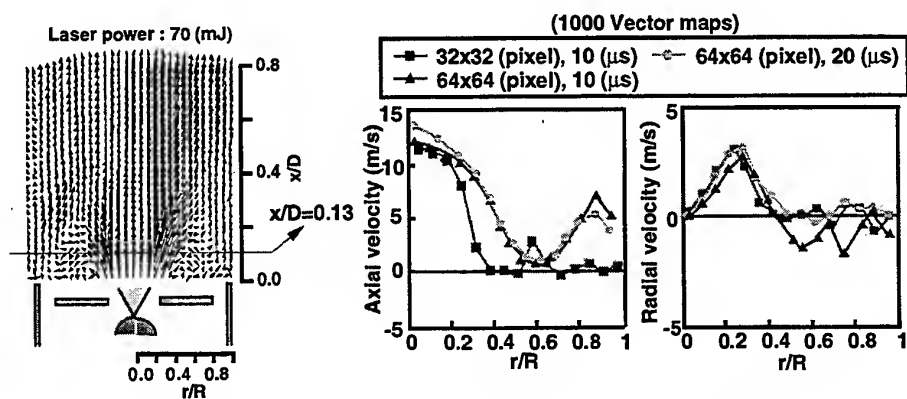 Laser power : 70 (mJ)
0.8
0.4
x/D
x/D=0.13
0.0
0.0 0.4 0.8
r/R
(1000 Vector maps)
32x32 (pixel), 10 (μs)
64x64 (pixel), 20 (μs)
64x64 (pixel), 10 (μs)
Axial velocity (m/s)
15
10
5
0
-5
0 0.2 0.4 0.6 0.8 1
r/R
Radial velocity (m/s)
5
0
-5
0 0.2 0.4 0.6 0.8 1
r/R